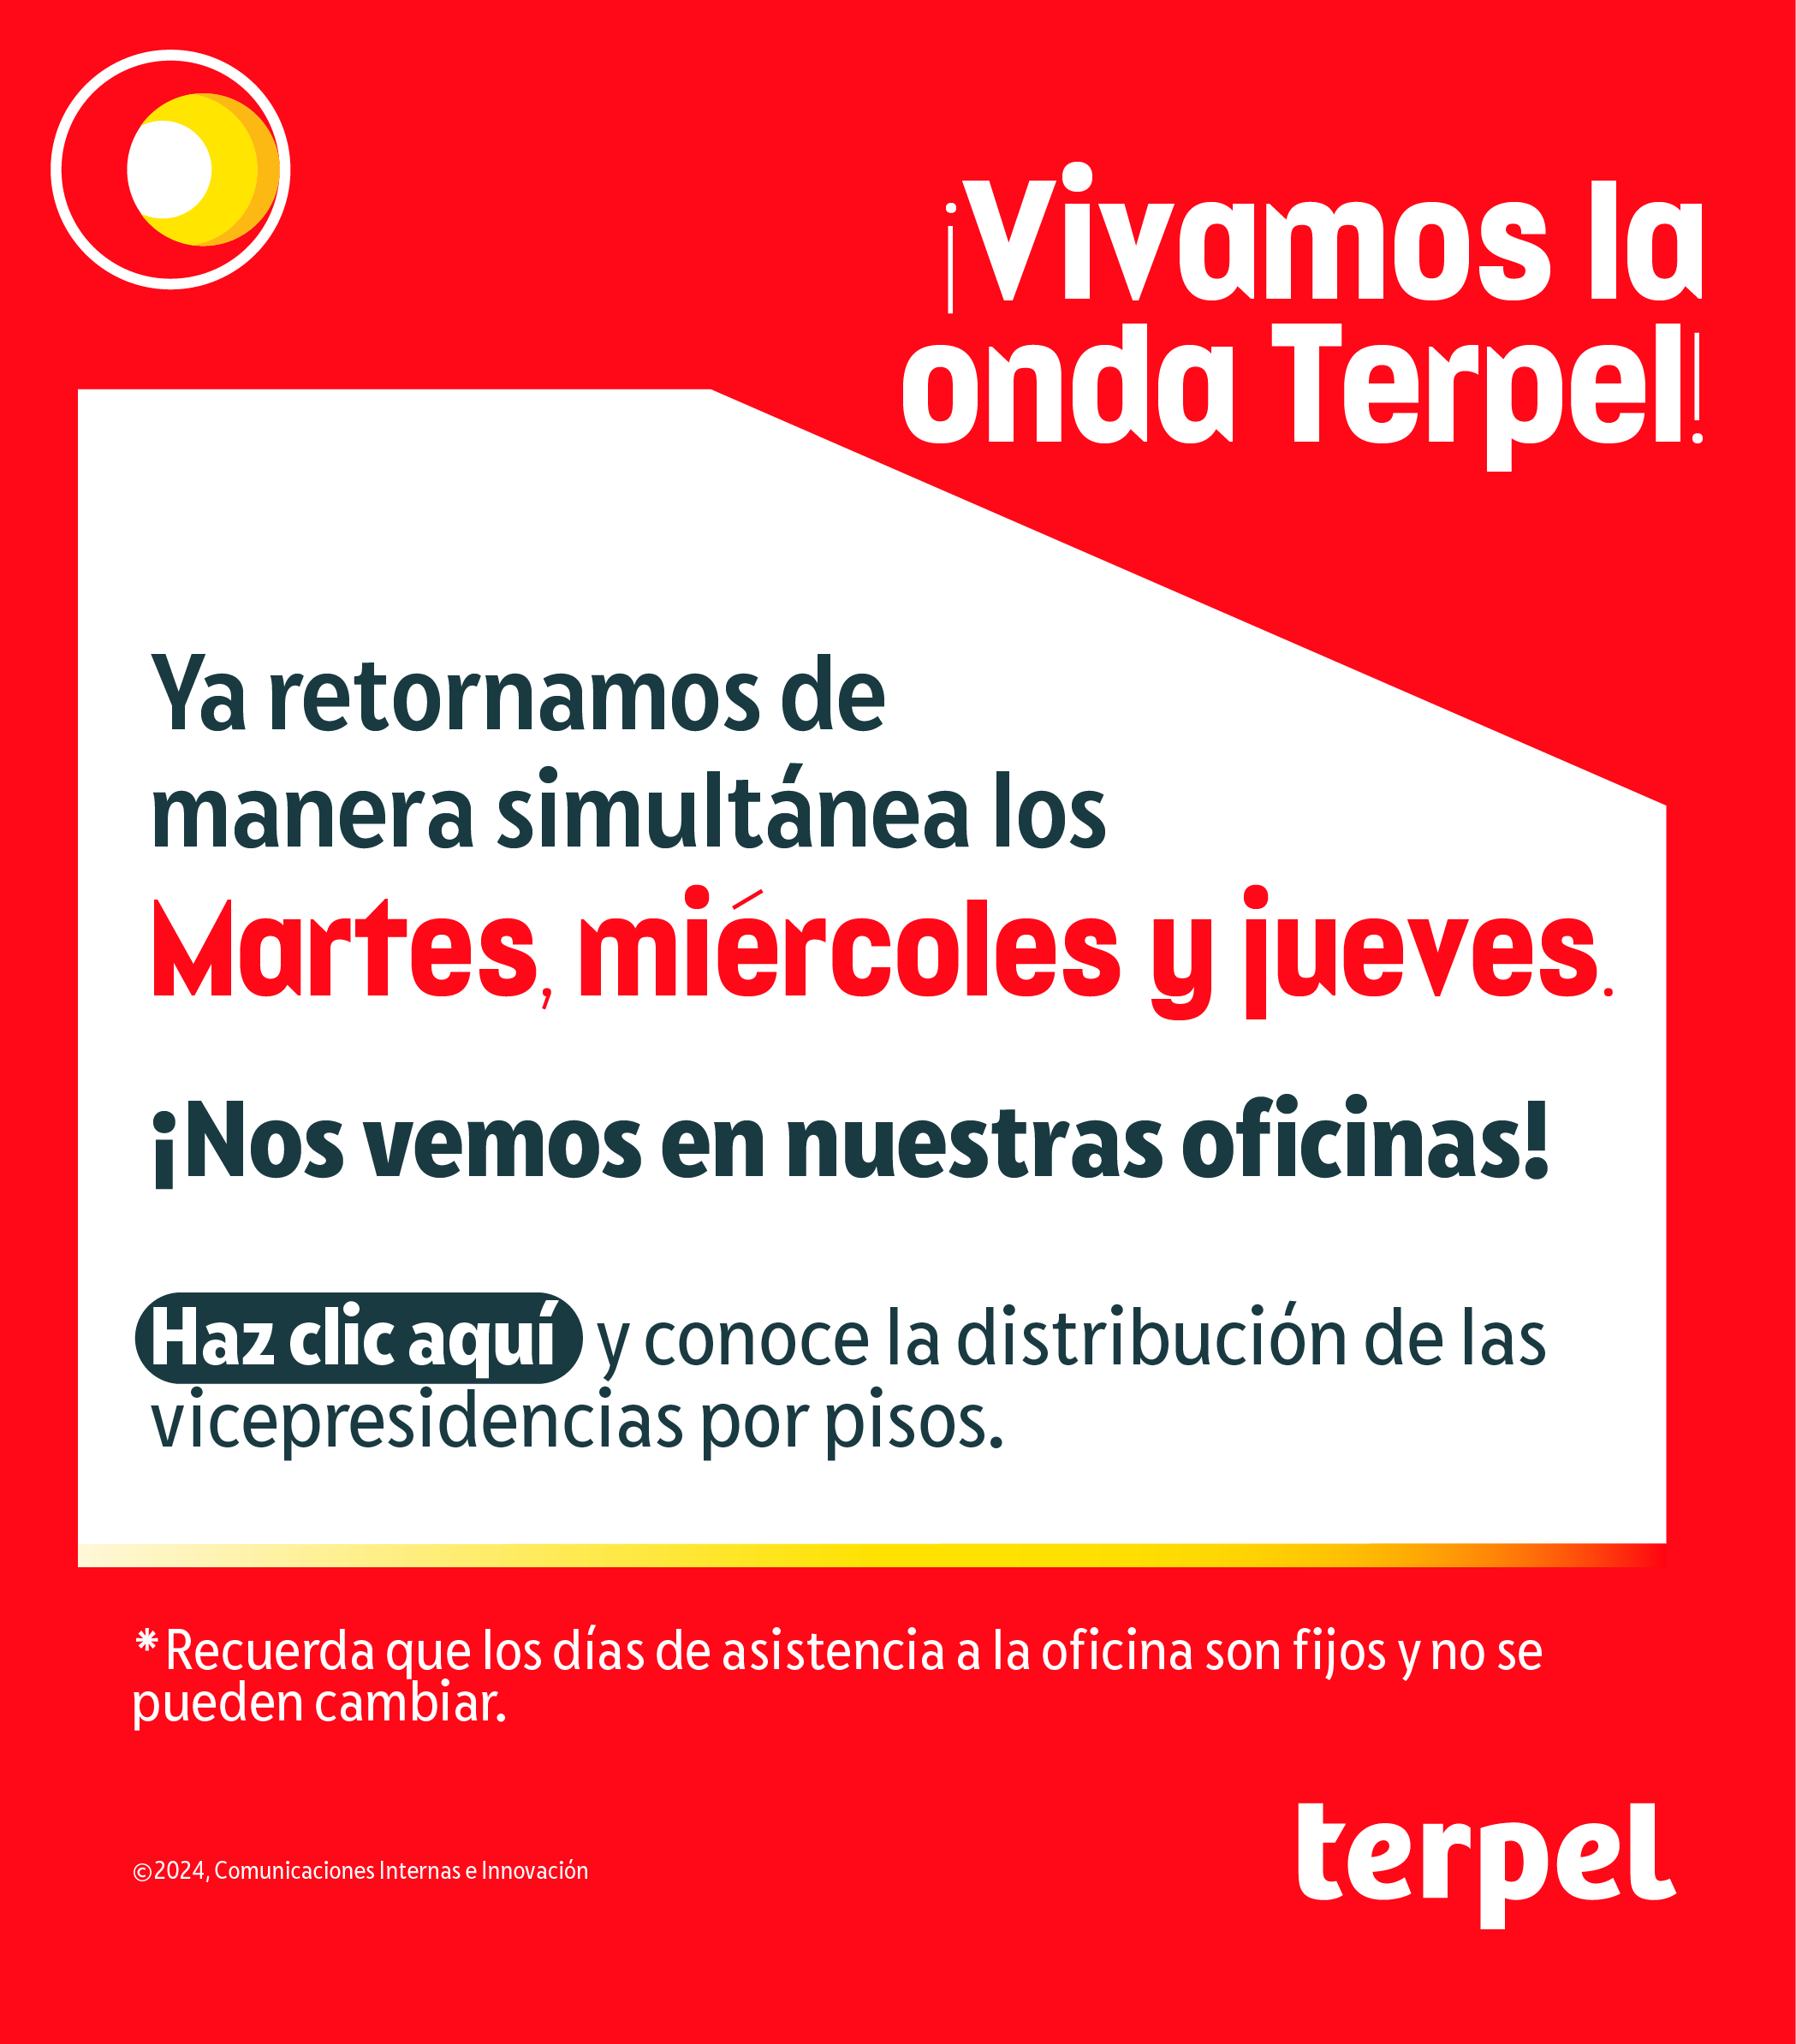 ¡Vivamos la
onda Terpel!
Ya retornamos de
manera simultánea los
Martes, miércoles y jueves.
¡Nos vemos en nuestras oficinas!
Haz clic aquí y conoce la distribución de las
vicepresidencias por pisos.
*Recuerda que los días de asistencia a la oficina son fijos y no se
pueden cambiar.
©2024, Comunicaciones Internas e Innovación
terpel